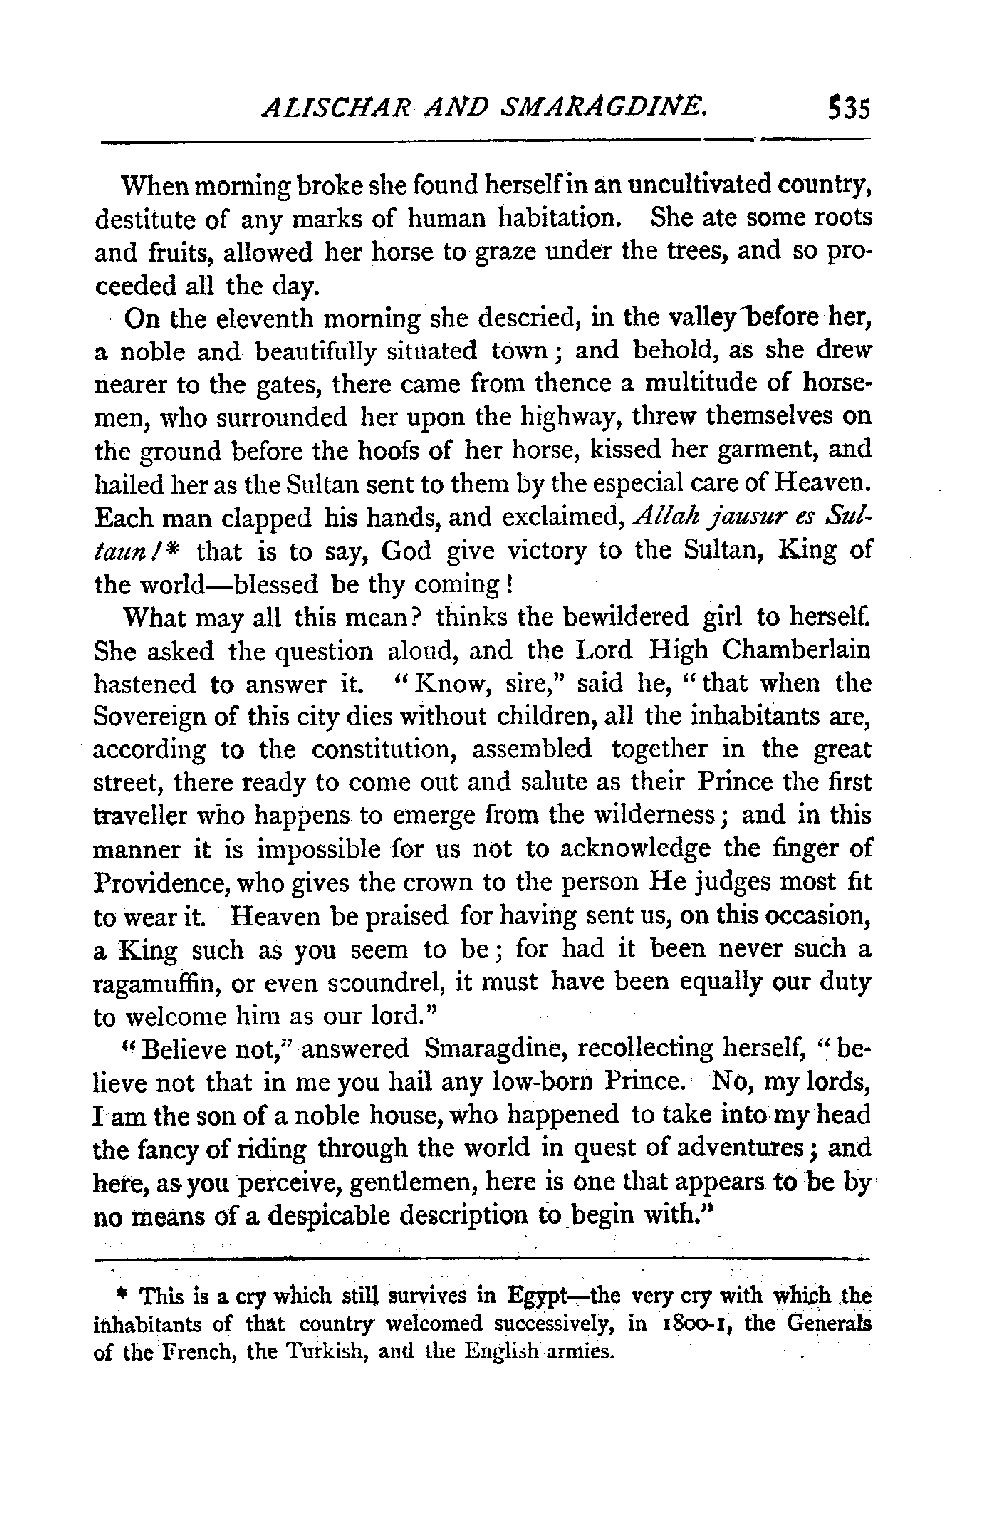 ALISCHAR AND SMARAGDINE. 535
When morning broke she found herself in an uncultivated country,
destitute of any marks of human habitation. She ate some roots
and fruits, allowed her horse to graze under the trees, and so pro-
ceeded all the day.
On the eleventh morning she descried, in the valley before her,
a noble and beautifully situated town; and behold, as she drew
nearer to the gates, there came from thence a multitude of horse-
men, who surrounded her upon the highway, threw themselves on
the ground before the hoofs of her horse, kissed her garment, and
hailed her as the Sultan sent to them by the especial care of Heaven.
Each man clapped his hands, and exclaimed, Allah jausur es Sul-
taun!* that is to say, God give victory to the Sultan, King of
the world—blessed be thy coming!
What may all this mean? thinks the bewildered girl to herself.
She asked the question aloud, and the Lord High Chamberlain
hastened to answer it. "Know, sire," said he, "that when the
Sovereign of this city dies without children, all the inhabitants are,
according to the constitution, assembled together in the great
street, there ready to come out and salute as their Prince the first
traveller who happens to emerge from the wilderness; and in this
manner it is impossible for us not to acknowledge the finger of
Providence, who gives the crown to the person He judges most fit
to wear it. Heaven be praised for having sent us, on this occasion,
a King such as you seem to be; for had it been never such a
ragamuffin, or even scoundrel, it must have been equally our duty
to welcome him as our lord."
"Believe not," answered Smaragdine, recollecting herself, "be-
lieve not that in me you hail any low-born Prince. No, my lords,
I am the son of a noble house, who happened to take into my head
the fancy of riding through the world in quest of adventures; and
here, as you perceive, gentlemen, here is one that appears to be by
no means of a despicable description to begin with."
* This is a cry which still survives in Egypt—the very cry with which the
inhabitants of that country welcomed successively, in 1800-1, the Generals
of the French, the Turkish, and the English armies.